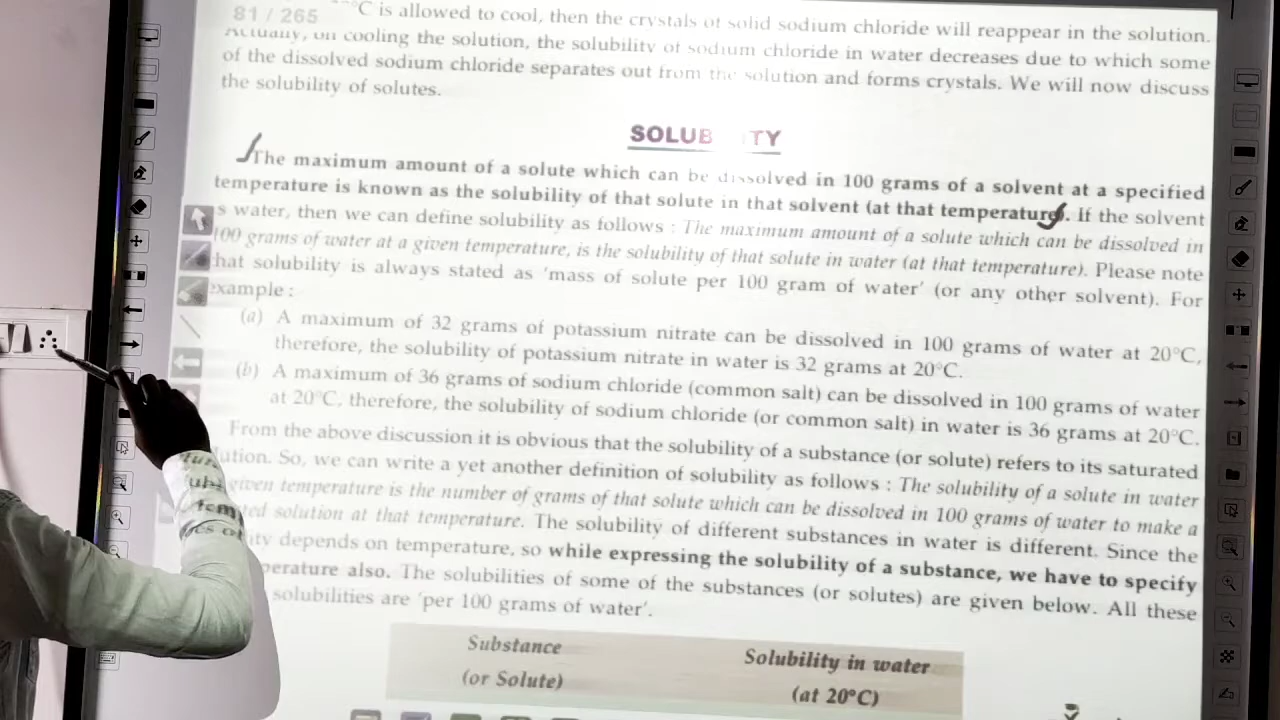 81 / 265
°C is allowed to cool, then the crystals of solid sodium chloride will reappear in the solution.
Actually, on cooling the solution, the solubility of sodium chloride in water decreases due to which some
of the dissolved sodium chloride separates out from the solution and forms crystals. We will now discuss
the solubility of solutes.
SOLUB TY
The maximum amount of a solute which can be dissolved in 100 grams of a solvent at a specified
temperature is known as the solubility of that solute in that solvent (at that temperature). If the solvent
s water, then we can define solubility as follows : The maximum amount of a solute which can be dissolved in
100 grams of water at a given temperature, is the solubility of that solute in water (at that temperature). Please note
hat solubility is always stated as 'mass of solute per 100 gram of water' (or any other solvent). For
example :
(a) A maximum of 32 grams of potassium nitrate can be dissolved in 100 grams of water at 20°C,
therefore, the solubility of potassium nitrate in water is 32 grams at 20°C.
(b) A maximum of 36 grams of sodium chloride (common salt) can be dissolved in 100 grams of water
at 20°C, therefore, the solubility of sodium chloride (or common salt) in water is 36 grams at 20°C.
From the above discussion it is obvious that the solubility of a substance (or solute) refers to its saturated
lution. So, we can write a yet another definition of solubility as follows : The solubility of a solute in water
given temperature is the number of grams of that solute which can be dissolved in 100 grams of water to make a
ted solution at that temperature. The solubility of different substances in water is different. Since the
ity depends on temperature, so while expressing the solubility of a substance, we have to specify
perature also. The solubilities of some of the substances (or solutes) are given below. All these
solubilities are 'per 100 grams of water'.
Substance Solubility in water
(or Solute) (at 20°C)